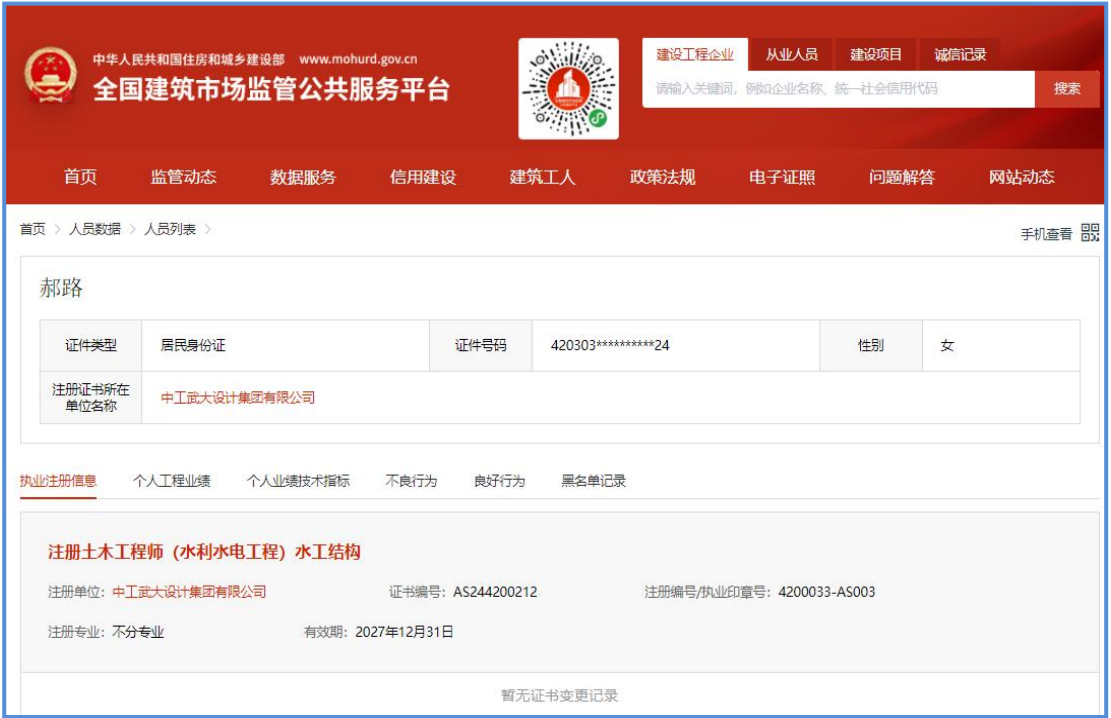 中华人民共和国住房和城乡建设部 www.mohurd.gov.cn
全国建筑市场监管公共服务平台
建设工程企业 从业人员 建设项目 诚信记录
请输入关键词，例如企业名称、统一社会信用代码 搜索
首页 监管动态 数据服务 信用建设 建筑工人 政策法规 电子证照 问题解答 网站动态
首页 > 人员数据 > 人员列表 >
手机查看
郝路
证件类型 居民身份证 证件号码 420303**********24 性别 女
注册证书所在
单位名称
中工武大设计集团有限公司
执业注册信息 个人工程业绩 个人业绩技术指标 不良行为 良好行为 黑名单记录
注册土木工程师（水利水电工程）水工结构
注册单位：中工武大设计集团有限公司 证书编号：AS244200212 注册编号/执业印章号：4200033-AS003
注册专业：不分专业 有效期：2027年12月31日
暂无证书变更记录